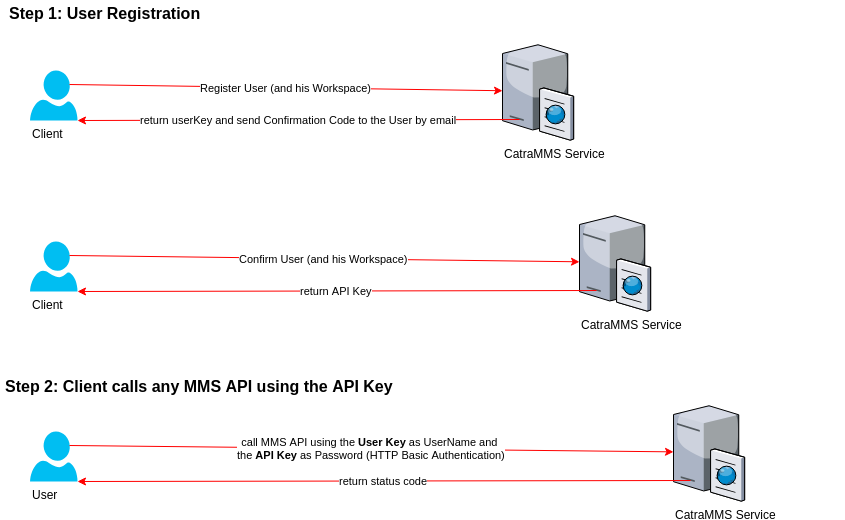 Step 1: User Registration
Register User (and his Workspace)
return userKey and send Confirmation Code to the User by email
Client
CatraMMS Service
Confirm User (and his Workspace)
return API Key
Client
CatraMMS Service
Step 2: Client calls any MMS API using the API Key
call MMS API using the User Key as UserName and
the API Key as Password (HTTP Basic Authentication)
return status code
User
CatraMMS Service